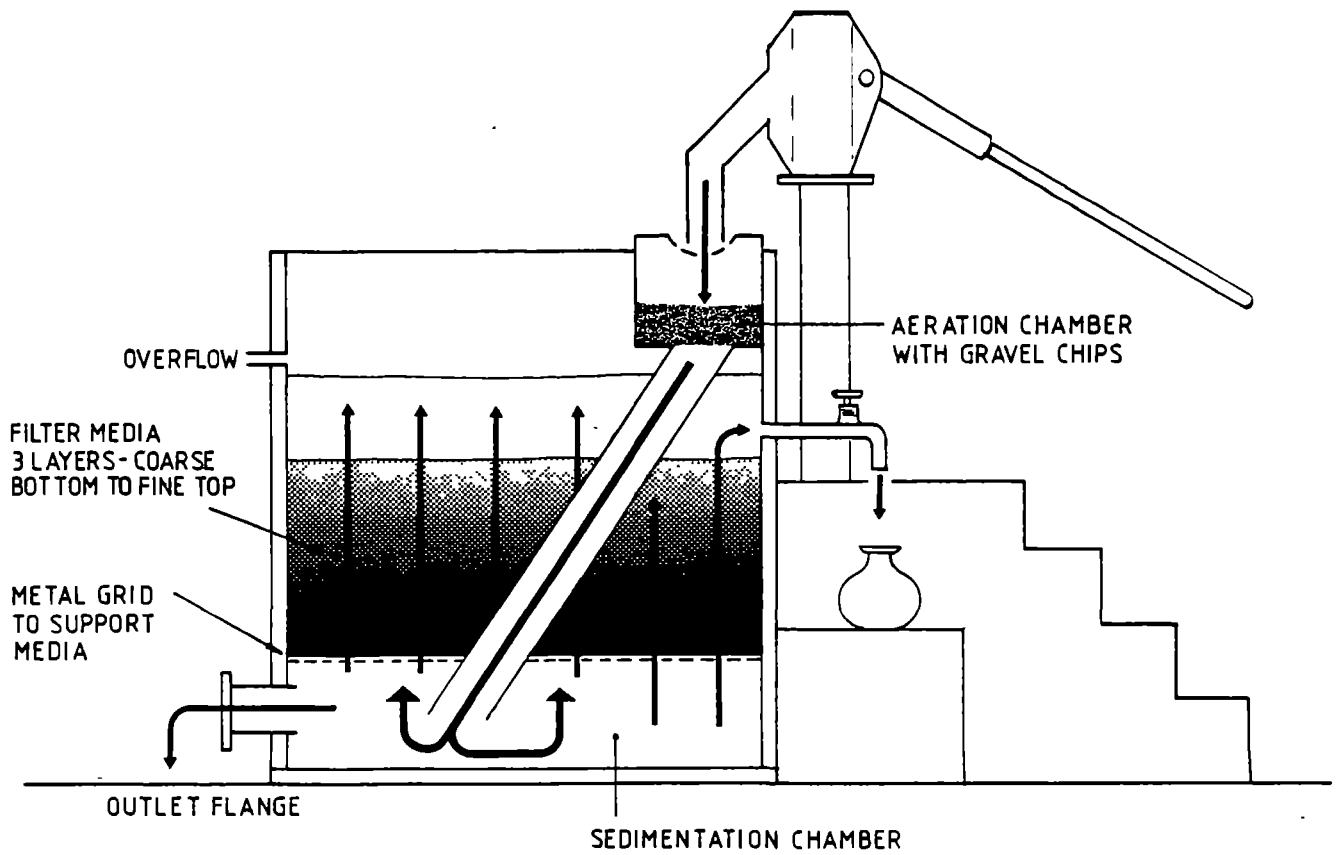 AERATION CHAMBER
WITH GRAVEL CHIPS
OVERFLOW
FILTER MEDIA
3 LAYERS-COARSE
BOTTOM TO FINE TOP
METAL GRID
TO SUPPORT
MEDIA
OUTLET FLANGE
SEDIMENTATION CHAMBER